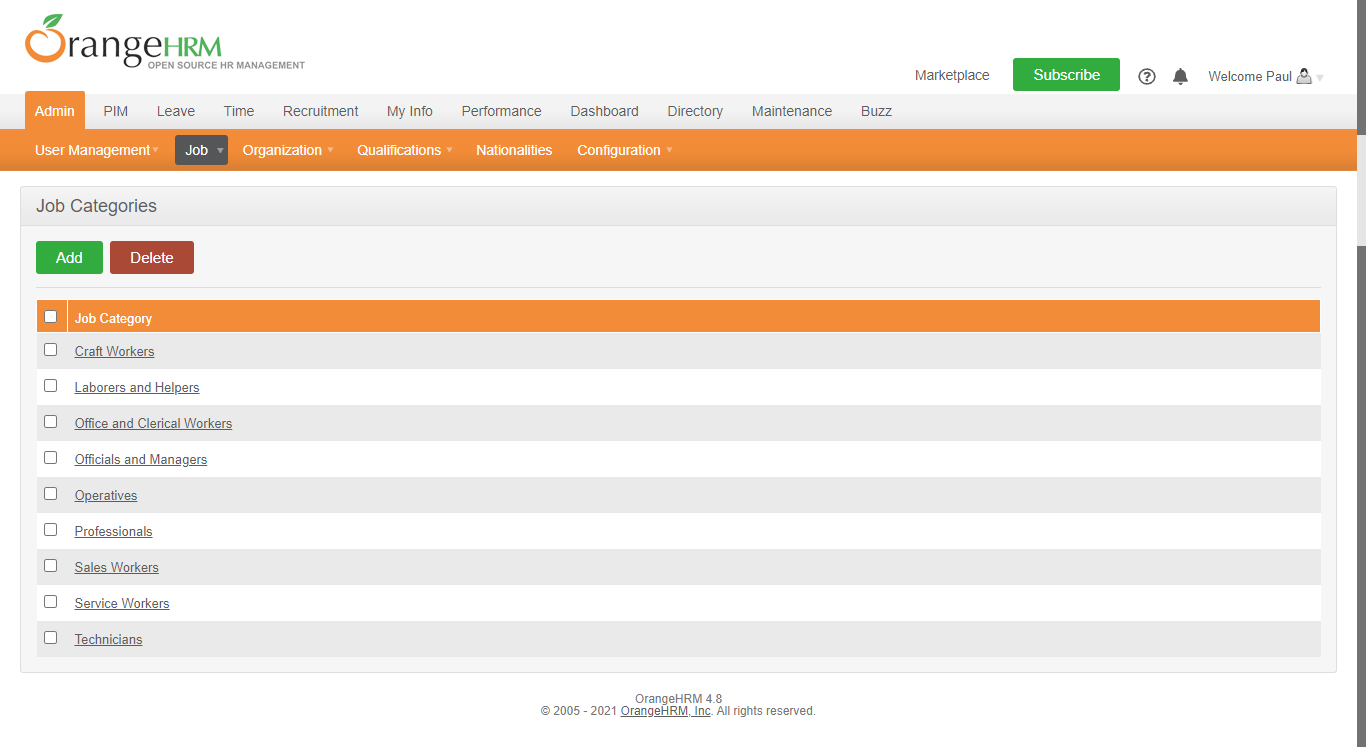 OrangeHRM
OPEN SOURCE HR MANAGEMENT
Marketplace
Subscribe
Welcome Paul
Admin PIM Leave Time Recruitment My Info Performance Dashboard Directory Maintenance Buzz
User Management Job Organization Qualifications Nationalities Configuration
Job Categories
Add Delete
Job Category
Craft Workers
Laborers and Helpers
Office and Clerical Workers
Officials and Managers
Operatives
Professionals
Sales Workers
Service Workers
Technicians
OrangeHRM 4.8
© 2005 - 2021 OrangeHRM, Inc. All rights reserved.